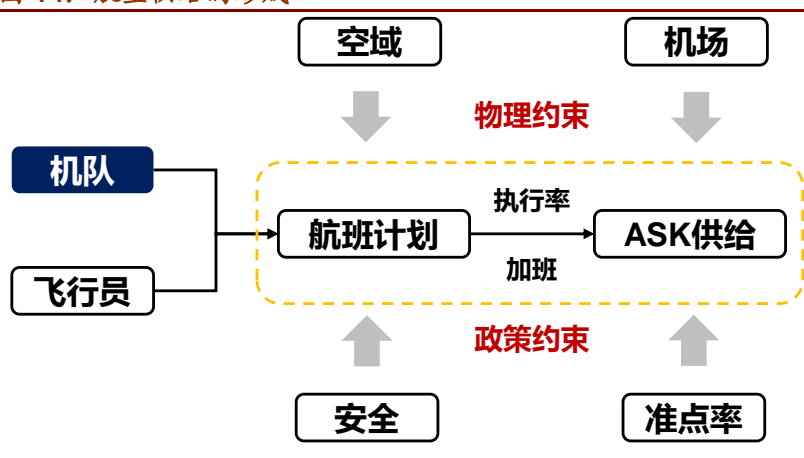 空域
机场
物理约束
机队
执行率
航班计划
ASK供给
飞行员
加班
政策约束
安全
准点率